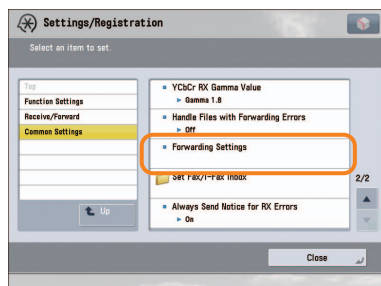 Settings/Registration
Select an item to set.
Top
Function Settings
Receive/Forward
Common Settings
Up
YCbCr RX Gamma Value
Gamma 1.8
Handle Files with Forwarding Errors
Off
Forwarding Settings
Set Fax/I-Fax Inbox
Always Send Notice for RX Errors
On
2/2
Close